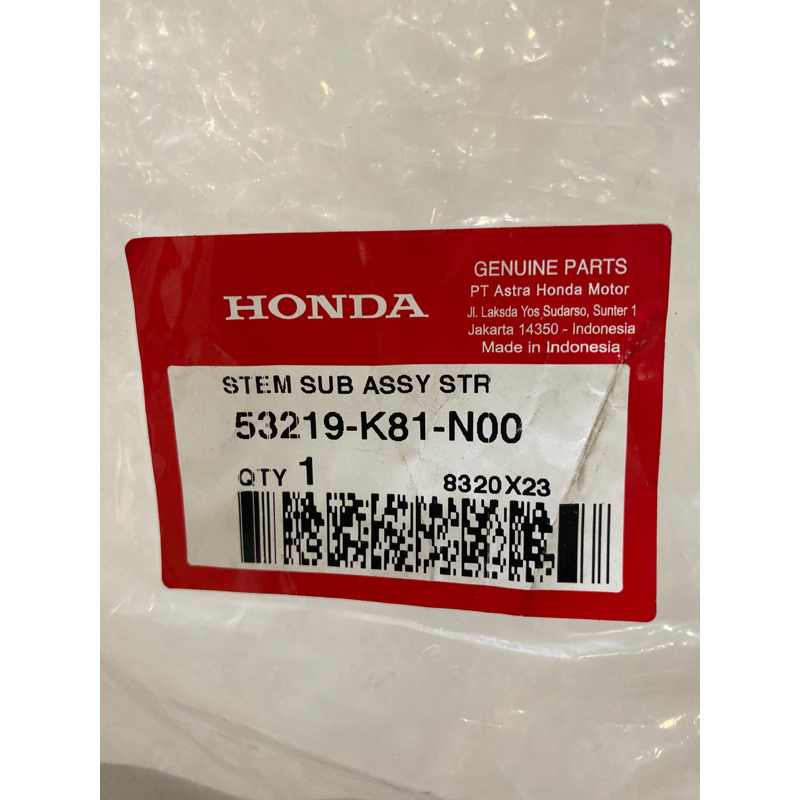 HONDA
GENUINE PARTS
PT Astra Honda Motor
Jl. Laksda Yos Sudarso, Sunter 1
Jakarta 14350 - Indonesia
Made in Indonesia
STEM SUB ASSY STR
53219-K81-N00
QTY 1
8320X23